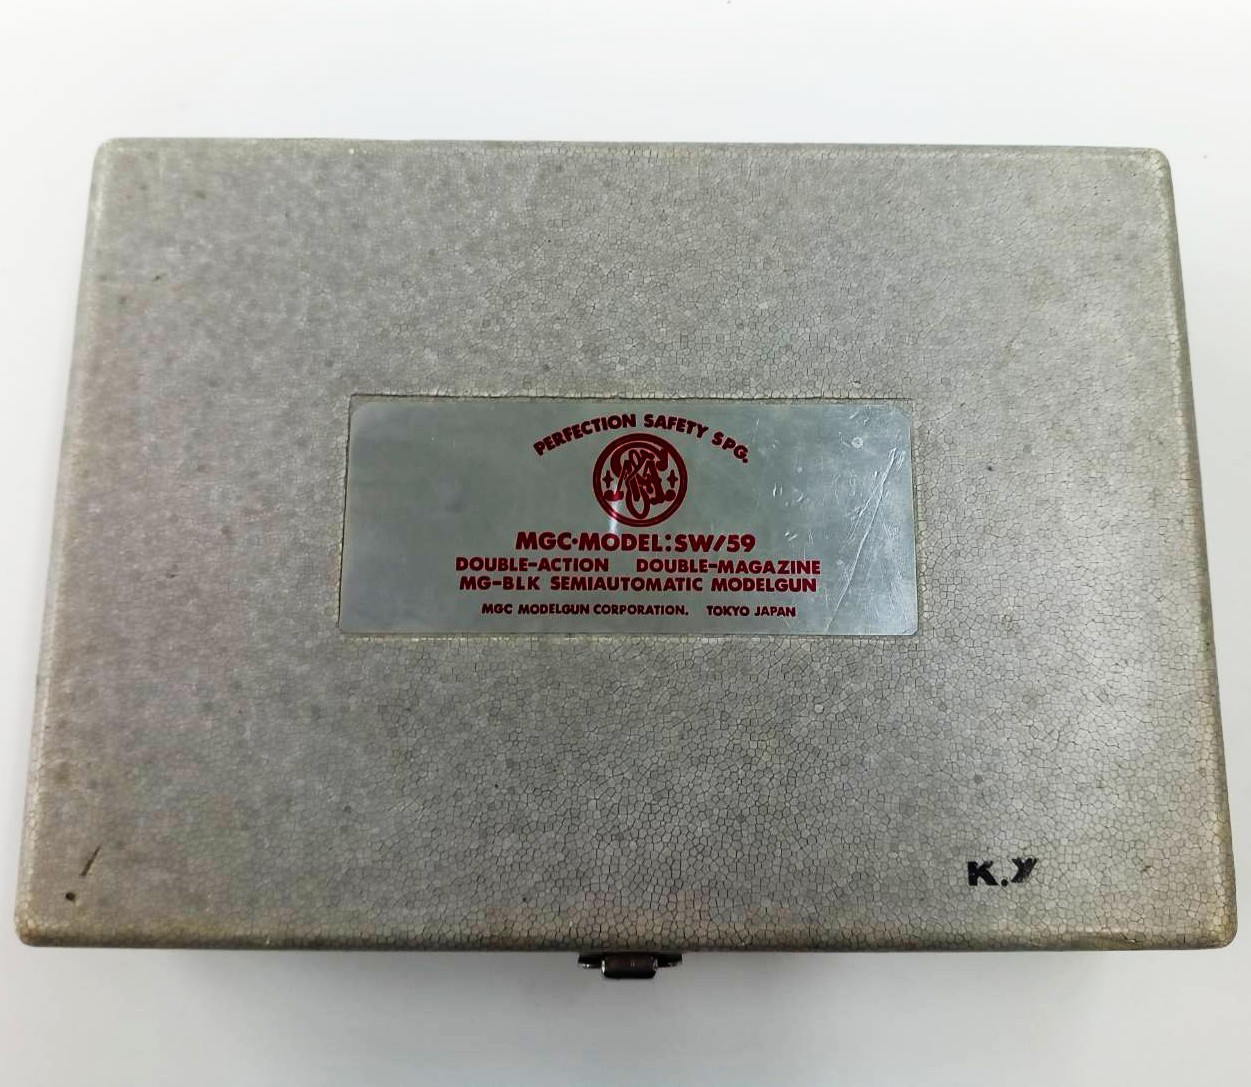 PERFECTION SAFETY SPG.
MGC·MODEL:SW/59
DOUBLE-ACTION DOUBLE-MAGAZINE
MG-BLK SEMIAUTOMATIC MODELGUN
MGC MODELGUN CORPORATION. TOKYO JAPAN
K.Y